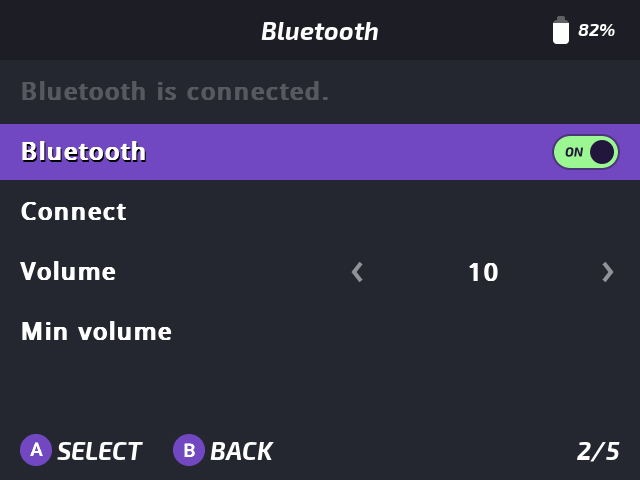 Bluetooth 82%
Bluetooth is connected.
Bluetooth ON
Connect
Volume 10
Min volume
A SELECT B BACK 2/5